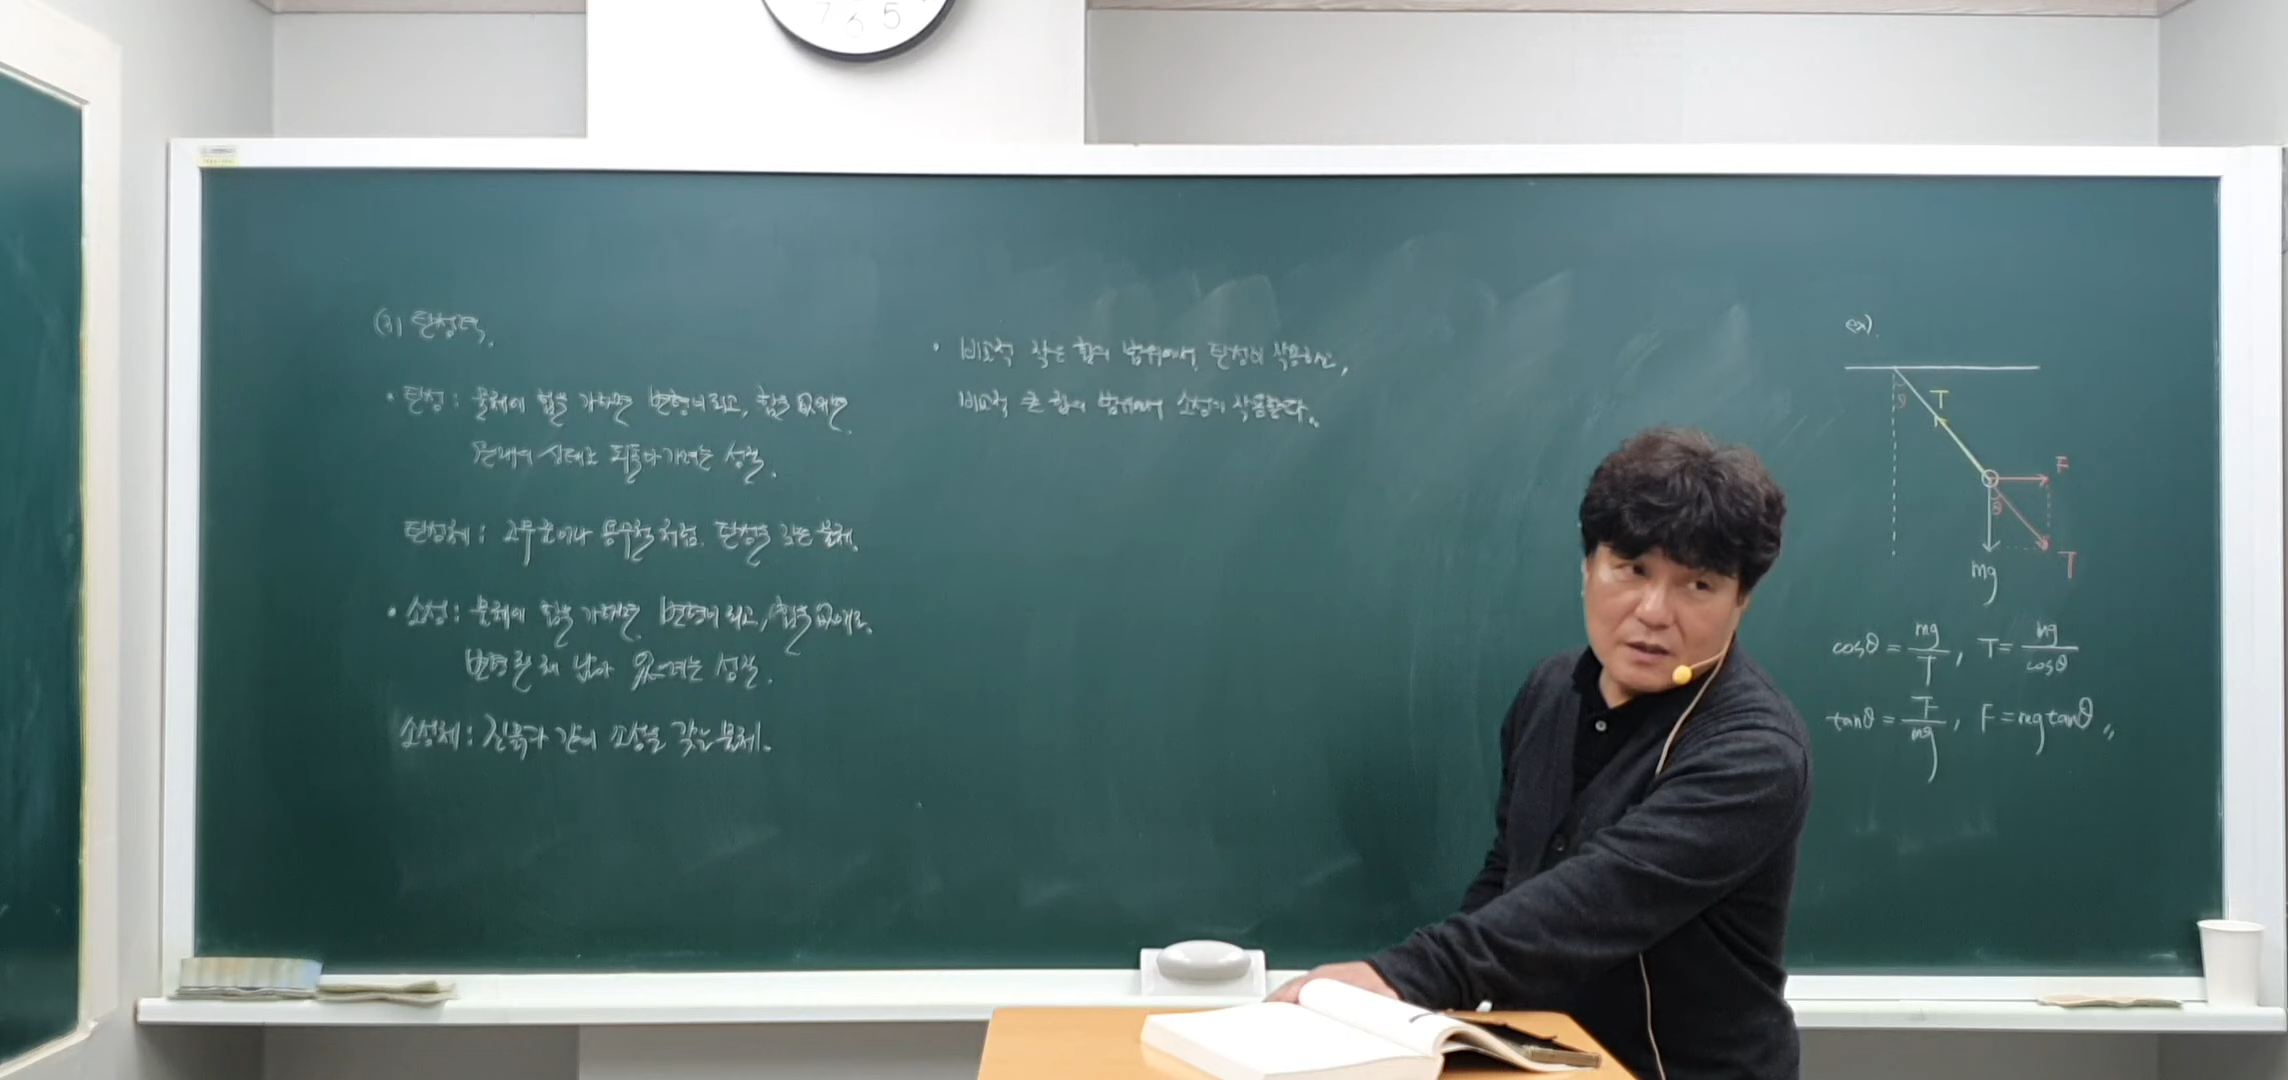 7 6 5
(3) 탄성력.
• 탄성 : 물체에 힘을 가하면 변형이 되고, 힘을 없애면
원래의 상태로 되돌아가려는 성질.
탄성체 : 고무줄이나 용수철처럼, 탄성을 갖는 물체.
• 소성 : 물체에 힘을 가하면 변형이 되고, 힘을 없애도
변형된 채 남아 있으려는 성질.
소성체 : 진흙과 같이 소성을 갖는 물체.
• 비교적 작은 힘의 범위에서 탄성이 작용하고,
비교적 큰 힘의 범위에서 소성이 작용한다.
ex).
θ
T
F
θ
mg
T
cosθ = mg/T, T = mg/cosθ
tanθ = F/mg, F = mgtanθ〃